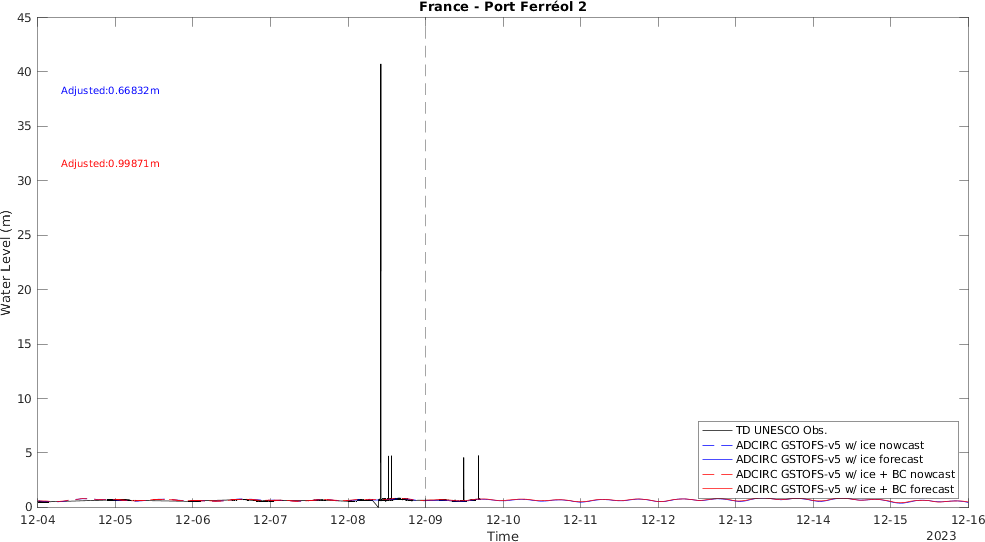 France - Port Ferréol 2
45
40
35
30
25
20
15
10
5
0
Water Level (m)
Adjusted:0.66832m
Adjusted:0.99871m
TD UNESCO Obs.
ADCIRC GSTOFS-v5 w/ ice nowcast
ADCIRC GSTOFS-v5 w/ ice forecast
ADCIRC GSTOFS-v5 w/ ice + BC nowcast
ADCIRC GSTOFS-v5 w/ ice + BC forecast
12-04 12-05 12-06 12-07 12-08 12-09 12-10 12-11 12-12 12-13 12-14 12-15 12-16
Time
2023